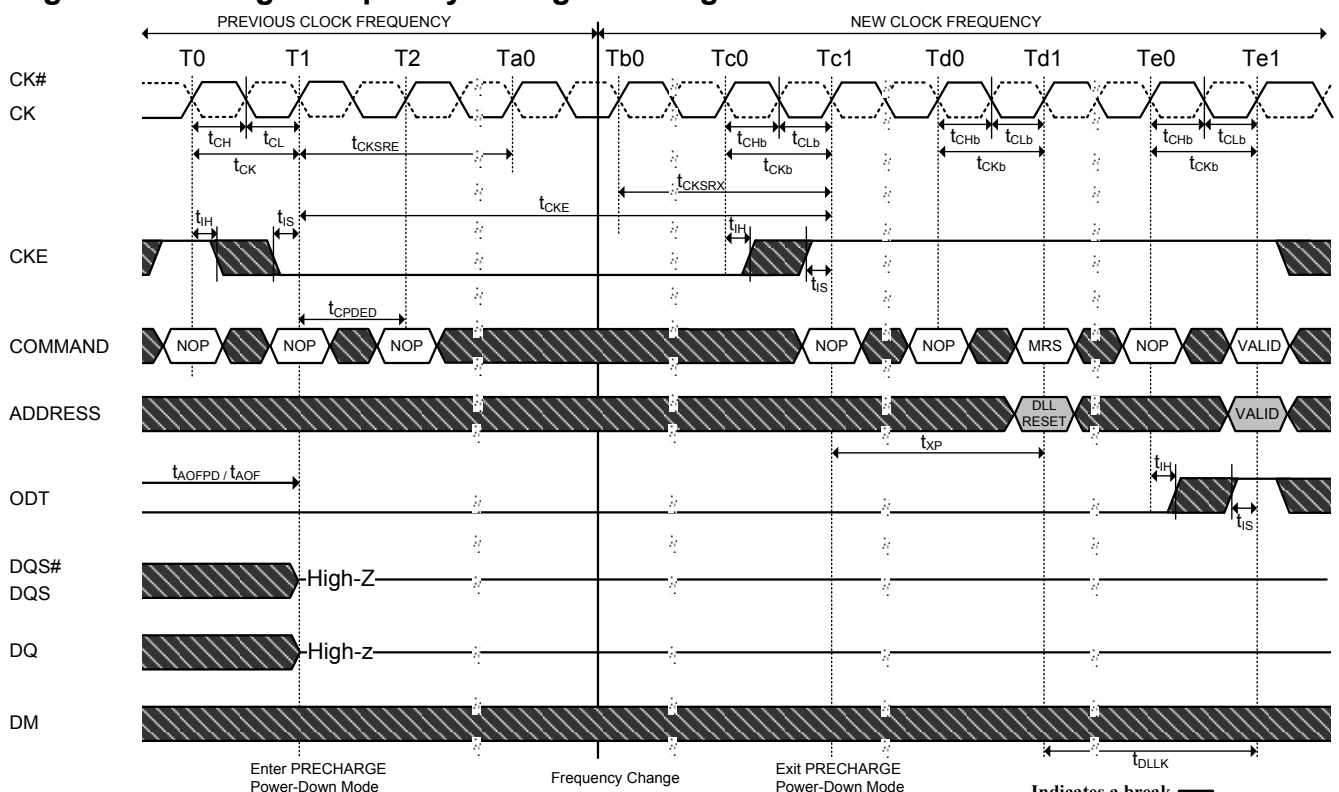 PREVIOUS CLOCK FREQUENCY NEW CLOCK FREQUENCY
T0 T1 T2 Ta0 Tb0 Tc0 Tc1 Td0 Td1 Te0 Te1
CK#
CK
tCH tCL tCHb tCLb tCHb tCLb tCHb tCLb
tCK tCKSRE tCKb tCKb tCKb
tCKSRX
tCKE
tIH tIS tIH
CKE
tIS
tCPDED
COMMAND NOP NOP NOP NOP NOP MRS NOP VALID
ADDRESS DLL RESET VALID
tXP
tAOFPD / tAOF tIH
ODT
tIS
DQS#
DQS
High-Z
DQ High-z
DM
tDLLK
Enter PRECHARGE
Power-Down Mode
Frequency Change
Exit PRECHARGE
Power-Down Mode